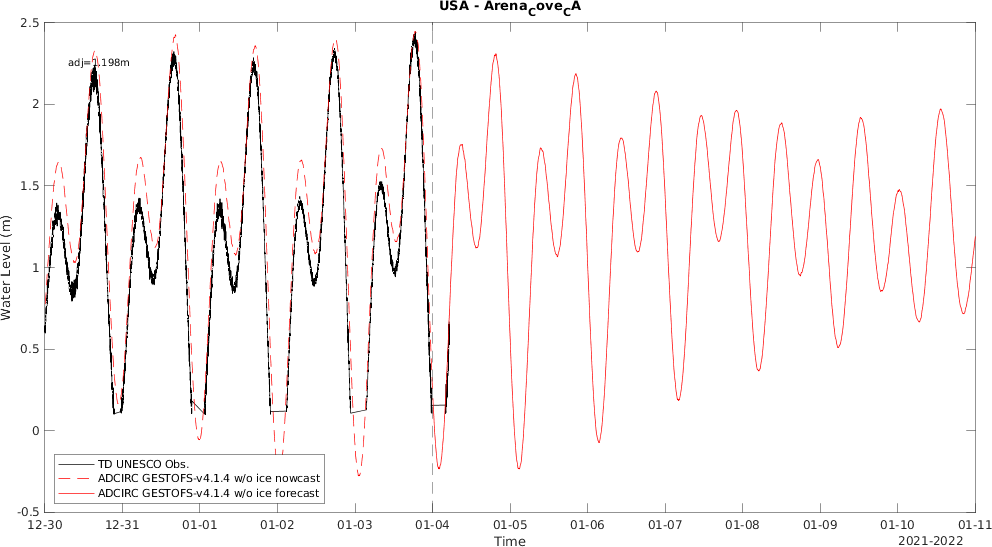 USA - ArenaCoveCA
2.5
adj=1.198m
2
1.5
Water Level (m)
1
0.5
0
TD UNESCO Obs.
ADCIRC GESTOFS-v4.1.4 w/o ice nowcast
ADCIRC GESTOFS-v4.1.4 w/o ice forecast
-0.5
12-30 12-31 01-01 01-02 01-03 01-04 01-05 01-06 01-07 01-08 01-09 01-10 01-11
Time
2021-2022